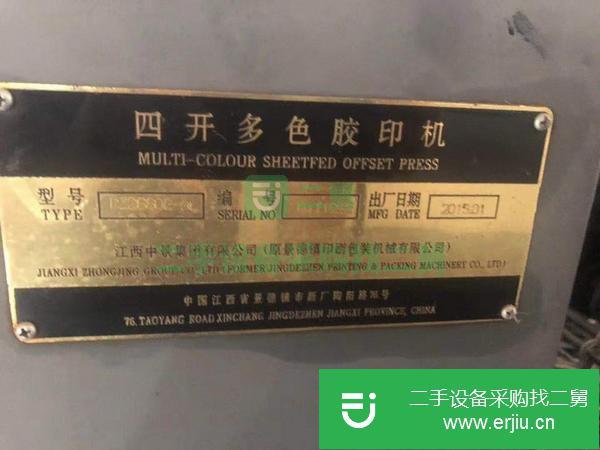 四开多色胶印机
MULTI-COLOUR SHEETFED OFFSET PRESS
型号 编号 出厂日期
TYPE SERIAL NO MFG DATE 2015.01
江西中景集团有限公司(原景德镇印刷包装机械有限公司)
JIANGXI ZHONGJING GROUP CO., LTD (FORMER JINGDEZHEN PRINTING & PACKING MACHINERY CO., LTD)
中国江西省景德镇市新厂陶阳路76号
76, TAOYANG ROAD XINCHANG JINGDEZHEN JIANGXI PROVINCE, CHINA
二手设备采购找二舅
www.erjiu.cn